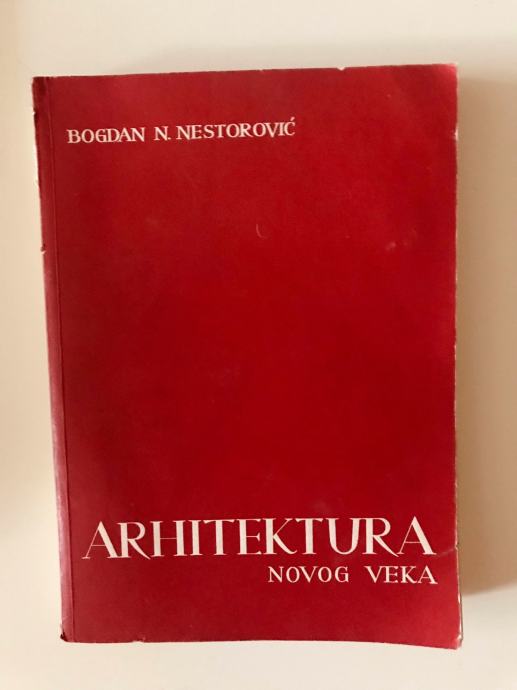 BOGDAN N. NESTOROVIĆ
ARHITEKTURA
NOVOG VEKA